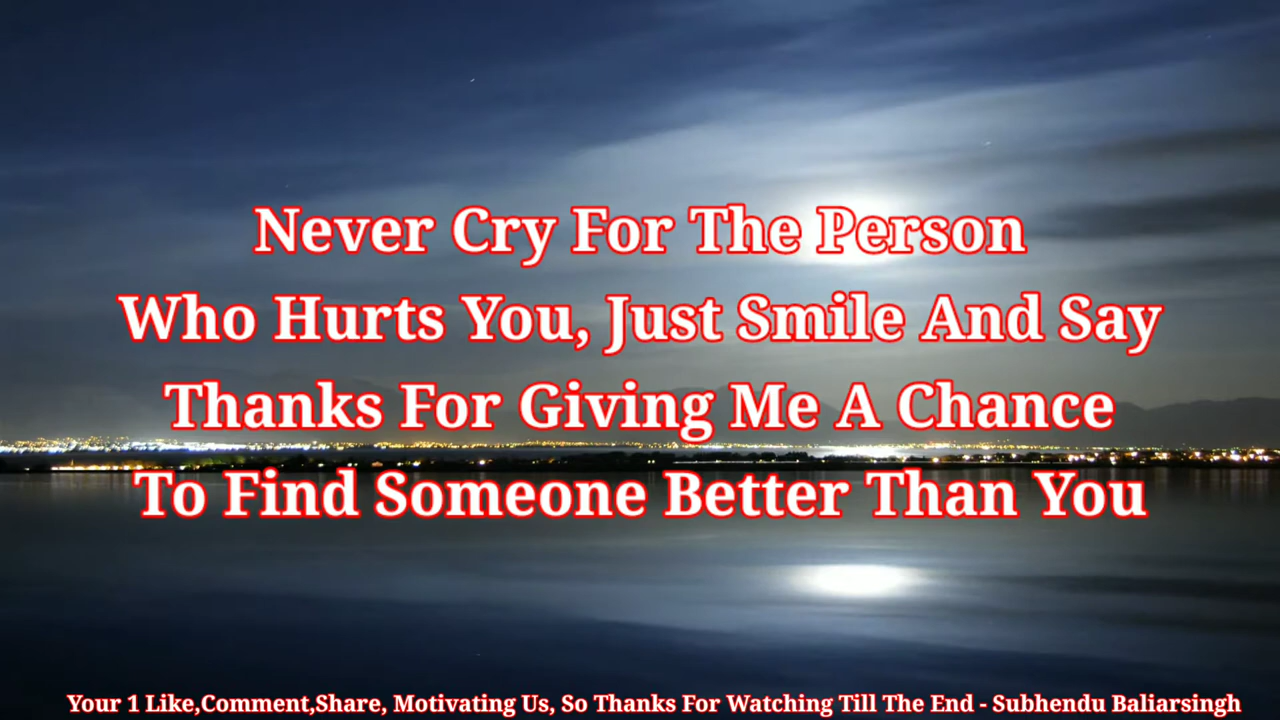 Never Cry For The Person
Who Hurts You, Just Smile And Say
Thanks For Giving Me A Chance
To Find Someone Better Than You
Your 1 Like,Comment,Share, Motivating Us, So Thanks For Watching Till The End - Subhendu Baliarsingh